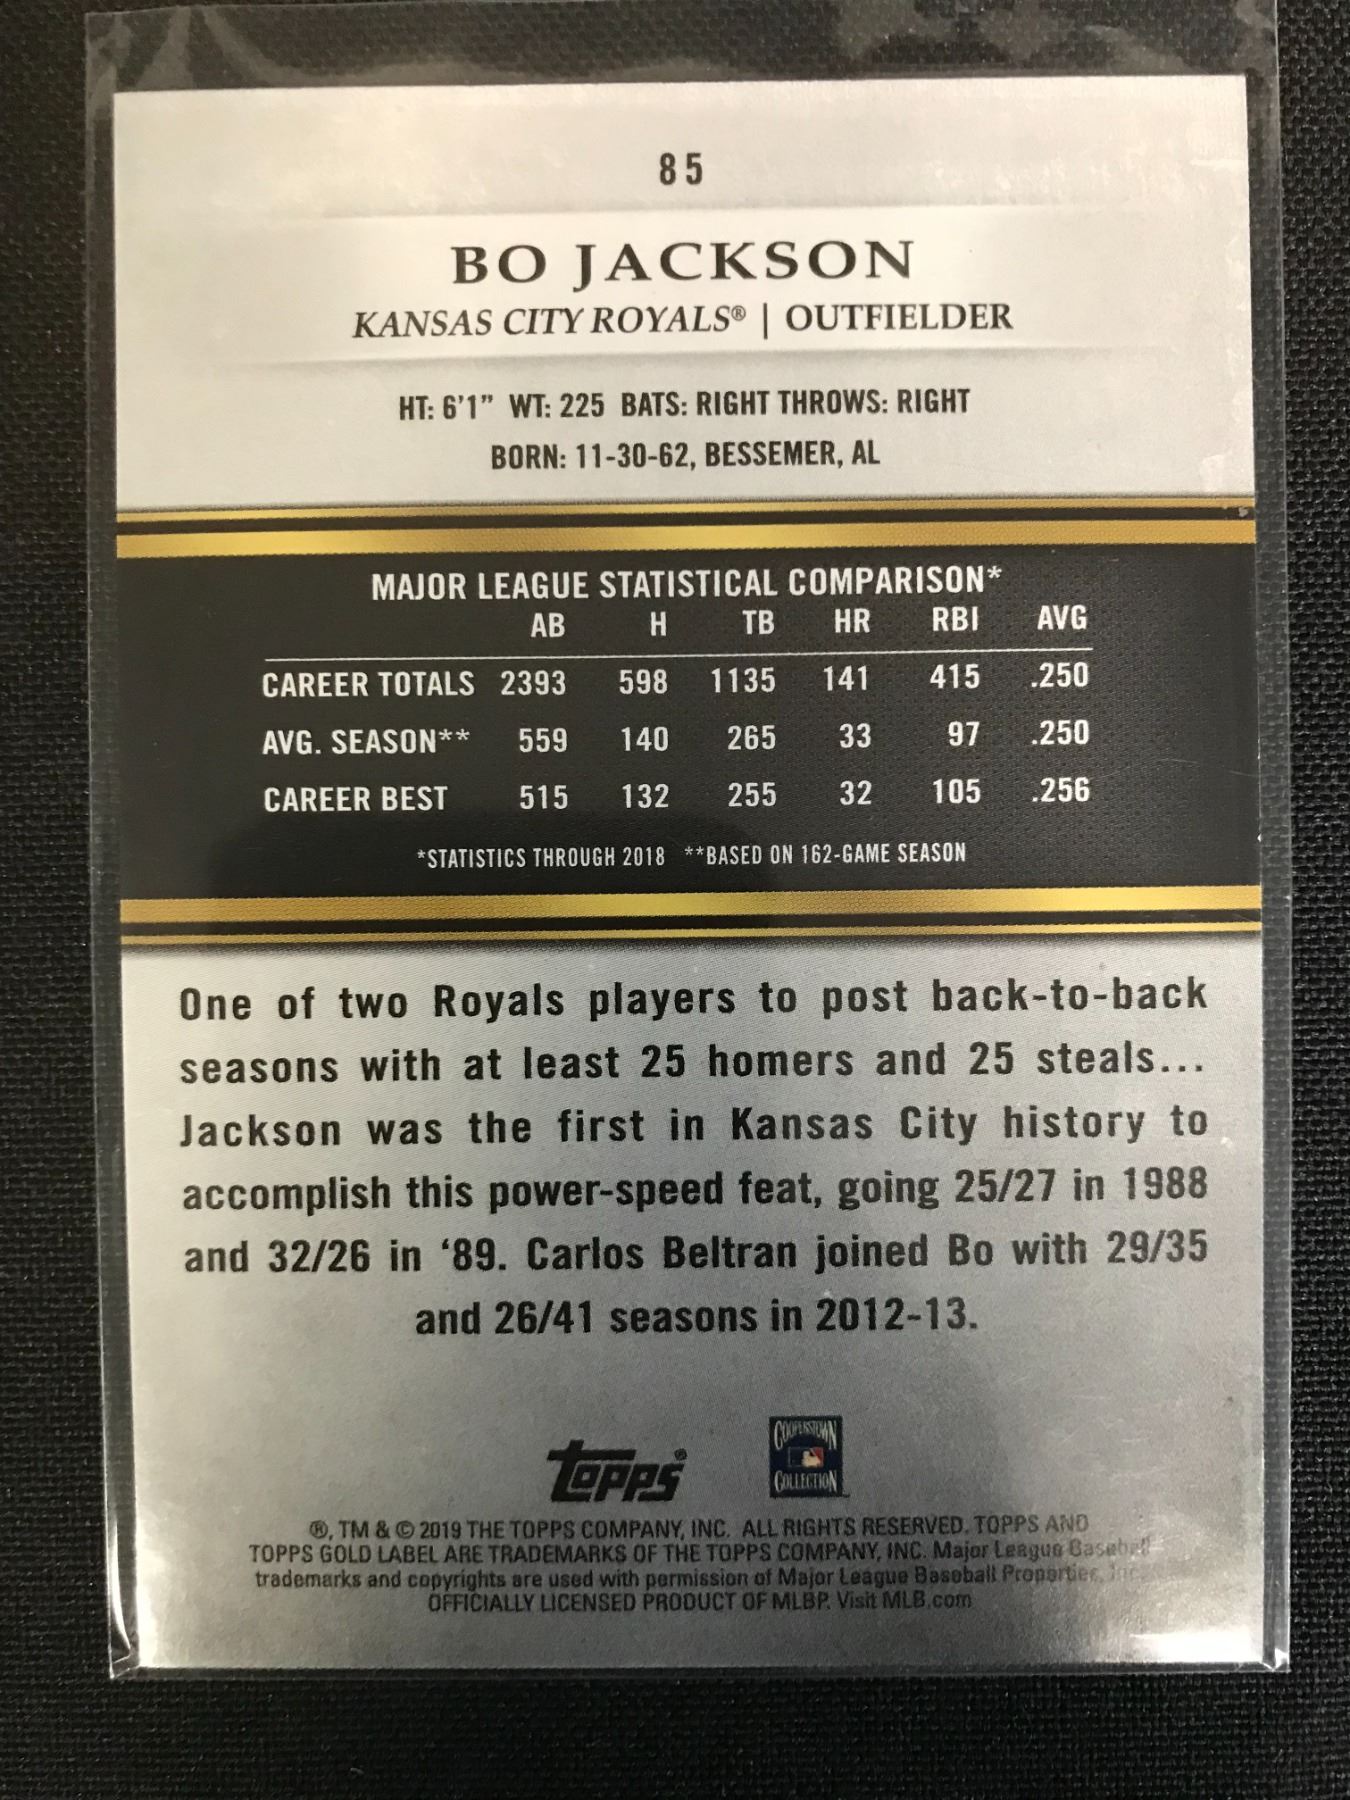 85
BO JACKSON
KANSAS CITY ROYALS® | OUTFIELDER
HT: 6'1” WT: 225 BATS: RIGHT THROWS: RIGHT
BORN: 11-30-62, BESSEMER, AL
MAJOR LEAGUE STATISTICAL COMPARISON*
AB H TB HR RBI AVG
CAREER TOTALS 2393 598 1135 141 415 .250
AVG. SEASON** 559 140 265 33 97 .250
CAREER BEST 515 132 255 32 105 .256
*STATISTICS THROUGH 2018 **BASED ON 162-GAME SEASON
One of two Royals players to post back-to-back
seasons with at least 25 homers and 25 steals...
Jackson was the first in Kansas City history to
accomplish this power-speed feat, going 25/27 in 1988
and 32/26 in ‘89. Carlos Beltran joined Bo with 29/35
and 26/41 seasons in 2012-13.
topps®
COOPERSTOWN
COLLECTION
®, TM & © 2019 THE TOPPS COMPANY, INC. ALL RIGHTS RESERVED. TOPPS AND
TOPPS GOLD LABEL ARE TRADEMARKS OF THE TOPPS COMPANY, INC. Major League Baseball
trademarks and copyrights are used with permission of Major League Baseball Properties, Inc.
OFFICIALLY LICENSED PRODUCT OF MLBP. Visit MLB.com